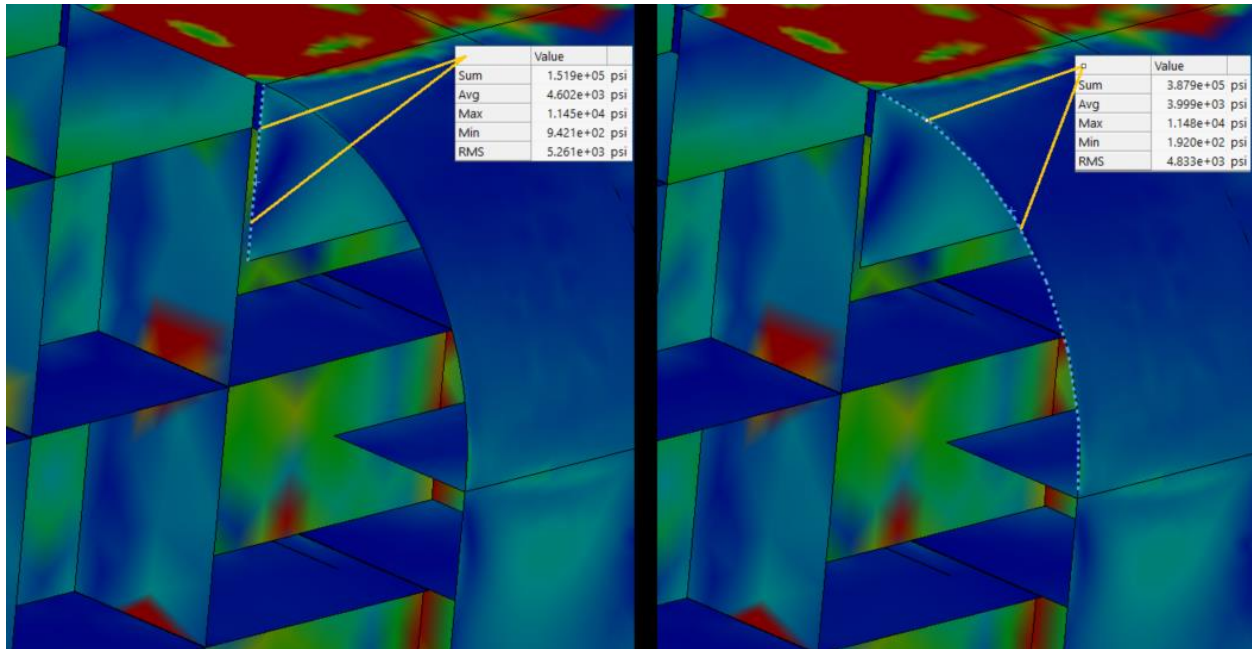 Value
Sum 1.519e+05 psi
Avg 4.602e+03 psi
Max 1.145e+04 psi
Min 9.421e+02 psi
RMS 5.261e+03 psi
Value
Sum 3.879e+05 psi
Avg 3.999e+03 psi
Max 1.148e+04 psi
Min 1.920e+02 psi
RMS 4.833e+03 psi